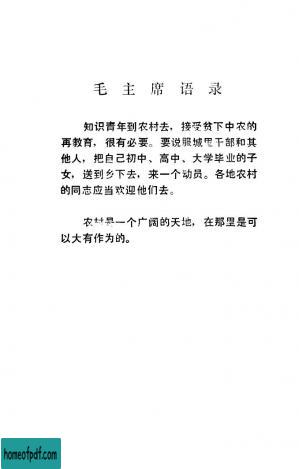 毛主席语录
知识青年到农村去，接受贫下中农的
再教育，很有必要。要说服城里干部和其
他人，把自己初中、高中、大学毕业的子
女，送到乡下去，来一个动员。各地农村
的同志应当欢迎他们去。
农村是一个广阔的天地，在那里是可
以大有作为的。
homeofpdf.com